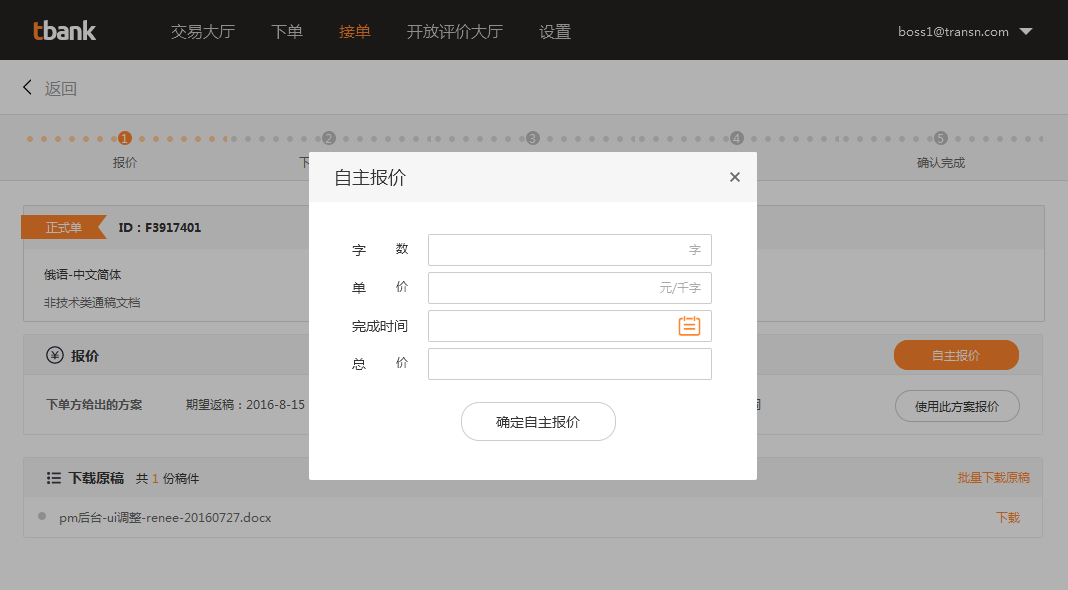 tbank 交易大厅 下单 接单 开放评价大厅 设置 boss1@transn.com
返回
1 2 3 4 5
报价 下 确认完成
自主报价 ×
正式单 ID：F3917401
字 数 字
俄语-中文简体
单 价 元/千字
非技术类通稿文档
完成时间
¥ 报价 自主报价
总 价
下单方给出的方案 期望返稿：2016-8-15 使用此方案报价
确定自主报价
下载原稿 共 1 份稿件 批量下载原稿
pm后台-ui调整-renee-20160727.docx 下载